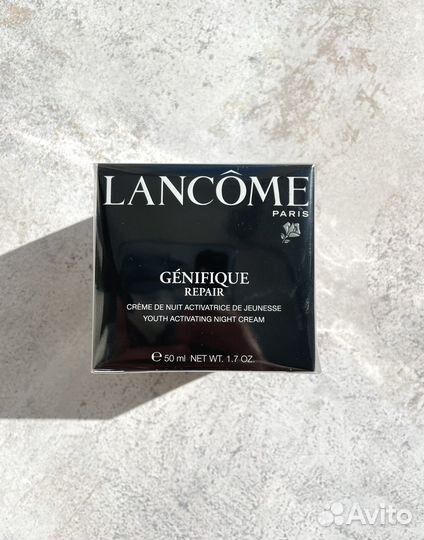 LANCÔME
PARIS
GÉNIFIQUE
REPAIR
CRÈME DE NUIT ACTIVATRICE DE JEUNESSE
YOUTH ACTIVATING NIGHT CREAM
℮ 50 ml NET WT. 1.7 OZ.
Avito